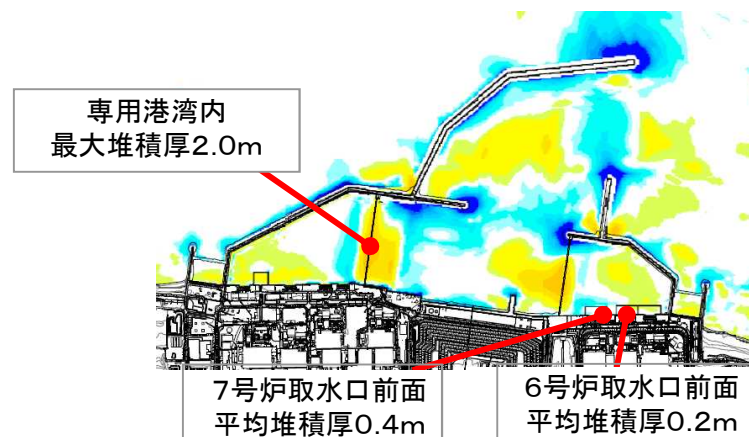 専用港湾内
最大堆積厚2.0m
7号炉取水口前面
平均堆積厚0.4m
6号炉取水口前面
平均堆積厚0.2m